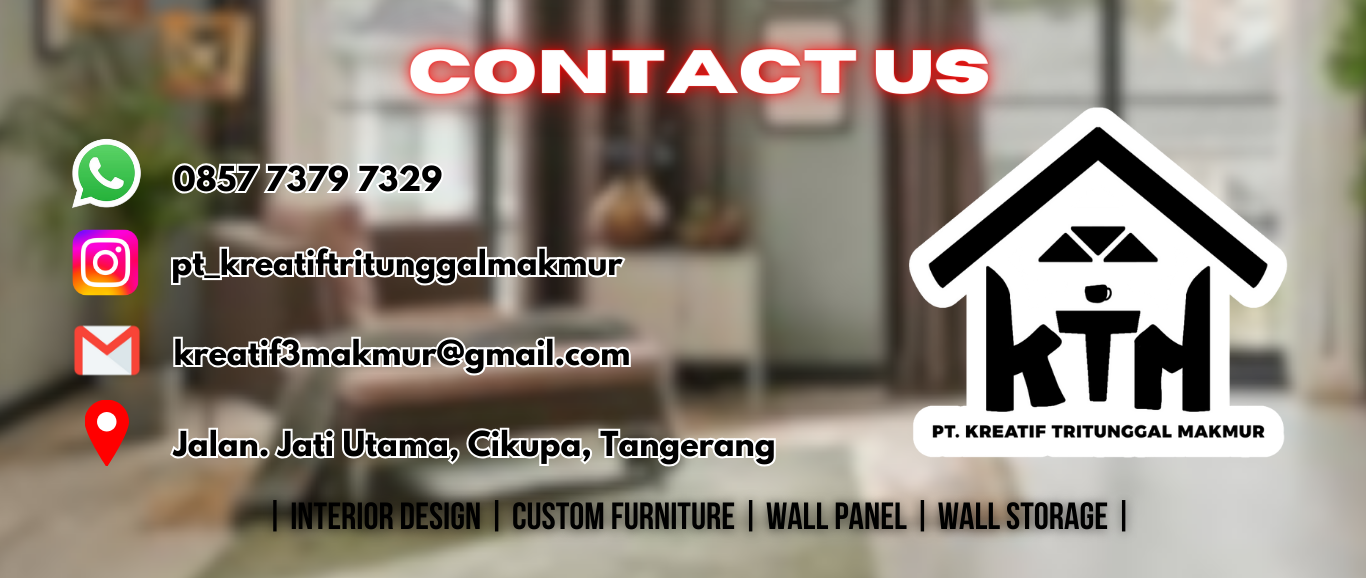 CONTACT US
0857 7379 7329
pt_kreatiftritunggalmakmur
kreatif3makmur@gmail.com
Jalan. Jati Utama, Cikupa, Tangerang
KTM
PT. KREATIF TRITUNGGAL MAKMUR
| INTERIOR DESIGN | CUSTOM FURNITURE | WALL PANEL | WALL STORAGE |